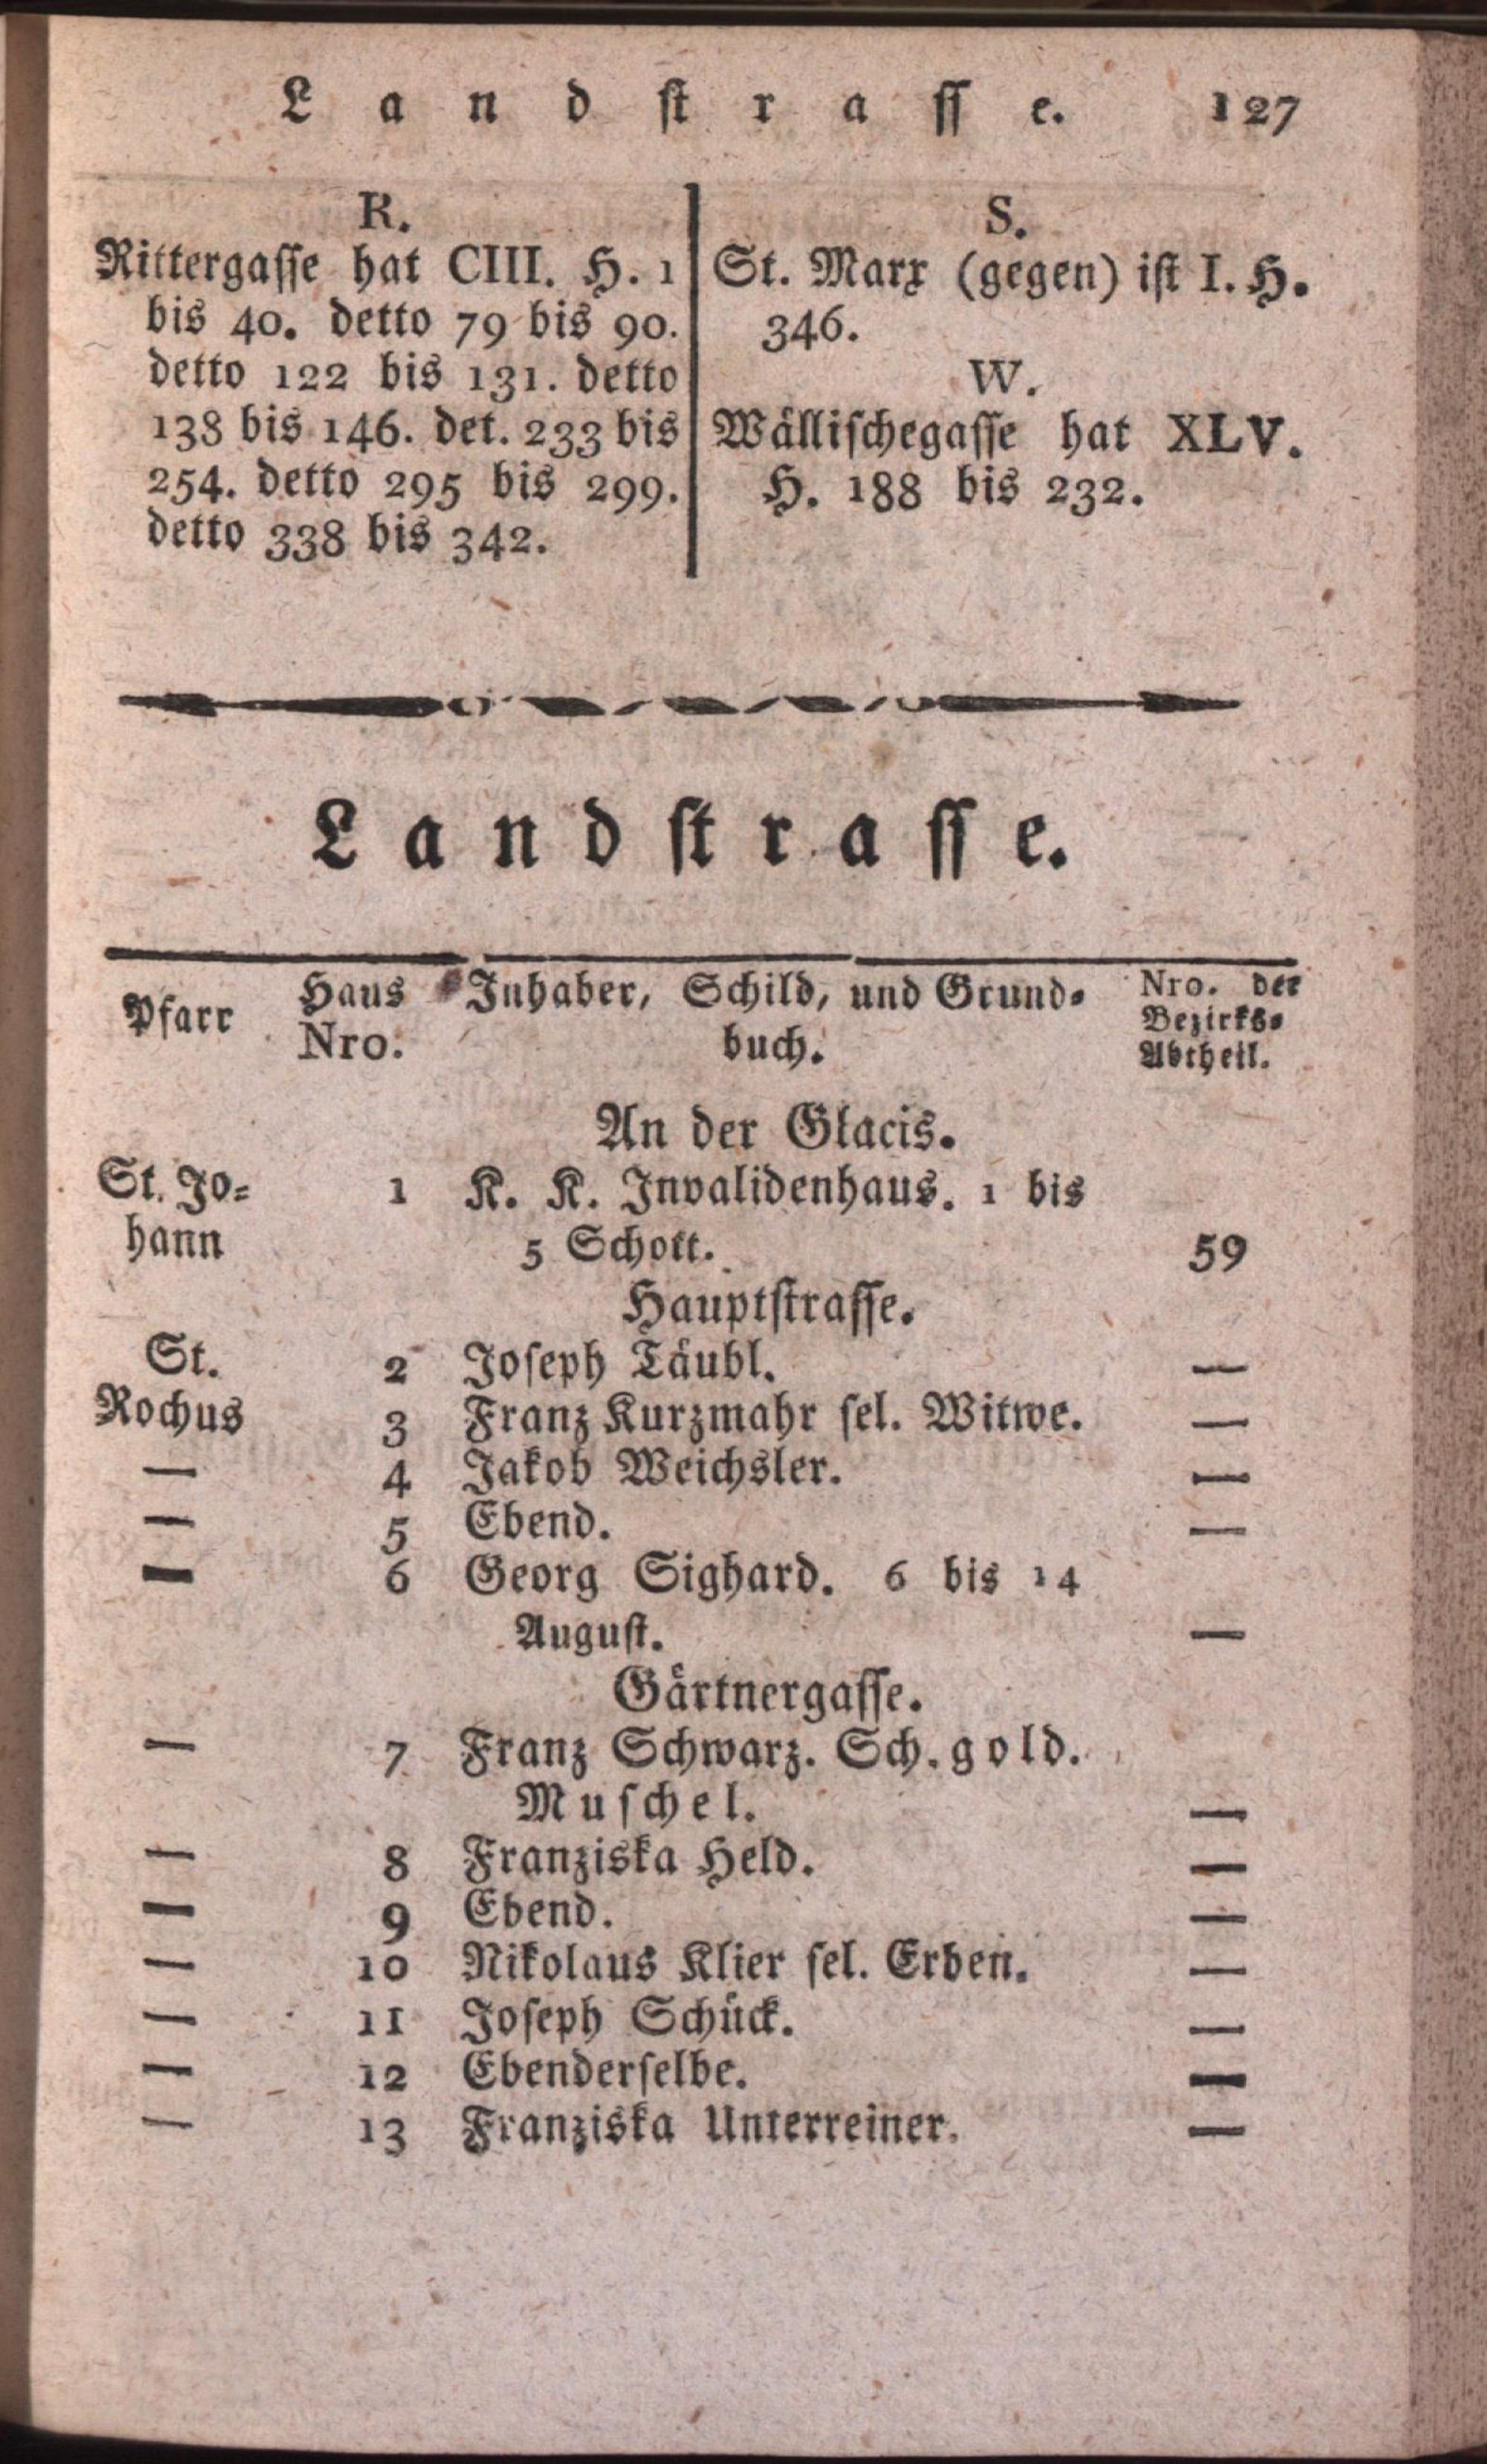 Landstrasse. 127
R.
Rittergasse hat CIII. H. 1
bis 40. detto 79 bis 90.
detto 122 bis 131. detto
138 bis 146. det. 233 bis
254. detto 295 bis 299.
detto 338 bis 342.
S.
St. Marx (gegen) ist I. H.
346.
W.
Wällischegasse hat XLV.
H. 188 bis 232.
Landstrasse.
Pfarr Haus Nro. Inhaber, Schild, und Grund= buch. Nro. der Bezirks= Abtheil.
An der Glacis.
St. Jo= 1 K. K. Invalidenhaus. 1 bis
hann 5 Schott. 59
Hauptstrasse.
St. 2 Joseph Täubl. —
Rochus 3 Franz Kurzmahr sel. Witwe. —
— 4 Jakob Weichsler. —
— 5 Ebend. —
— 6 Georg Sighard. 6 bis 14
August. —
Gärtnergasse.
— 7 Franz Schwarz. Sch. gold.
Muschel. —
— 8 Franziska Held. —
— 9 Ebend. —
— 10 Nikolaus Klier sel. Erben. —
— 11 Joseph Schück. —
— 12 Ebenderselbe. —
— 13 Franziska Unterreiner. —